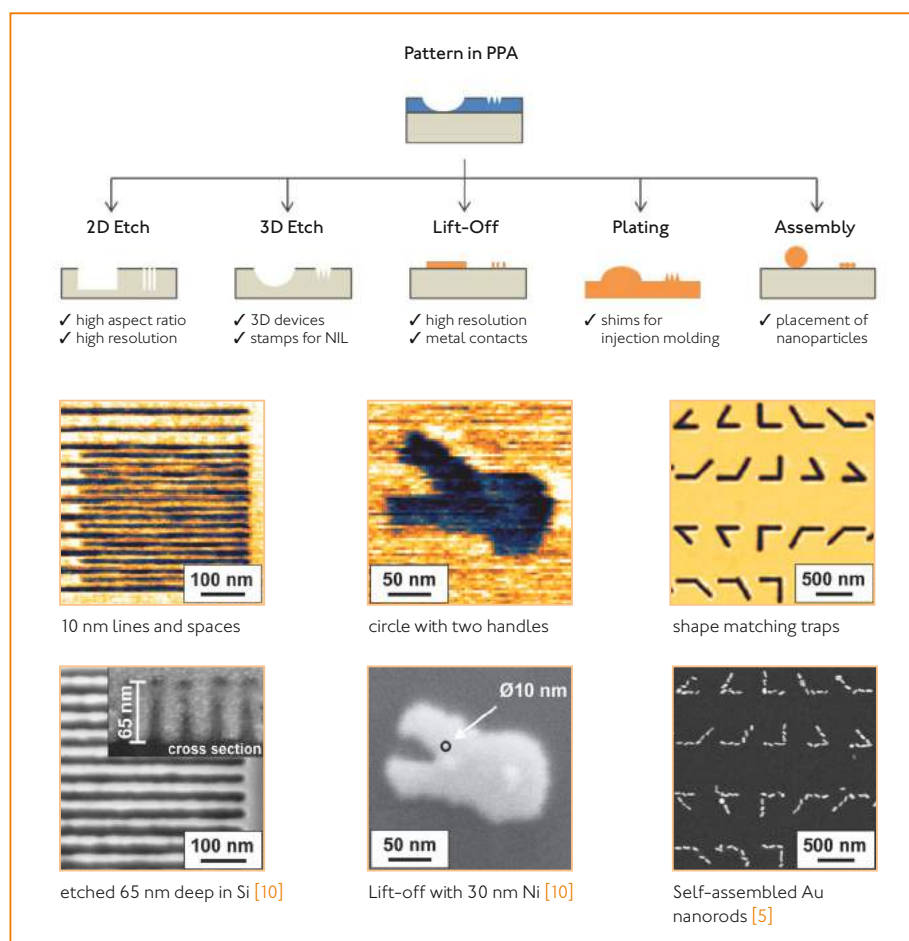 Pattern in PPA
2D Etch
3D Etch
Lift-Off
Plating
Assembly
✓ high aspect ratio
✓ high resolution
✓ 3D devices
✓ stamps for NIL
✓ high resolution
✓ metal contacts
✓ shims for
injection molding
✓ placement of
nanoparticles
100 nm
50 nm
500 nm
10 nm lines and spaces
circle with two handles
shape matching traps
65 nm
cross section
100 nm
Ø10 nm
50 nm
500 nm
etched 65 nm deep in Si [10]
Lift-off with 30 nm Ni [10]
Self-assembled Au
nanorods [5]